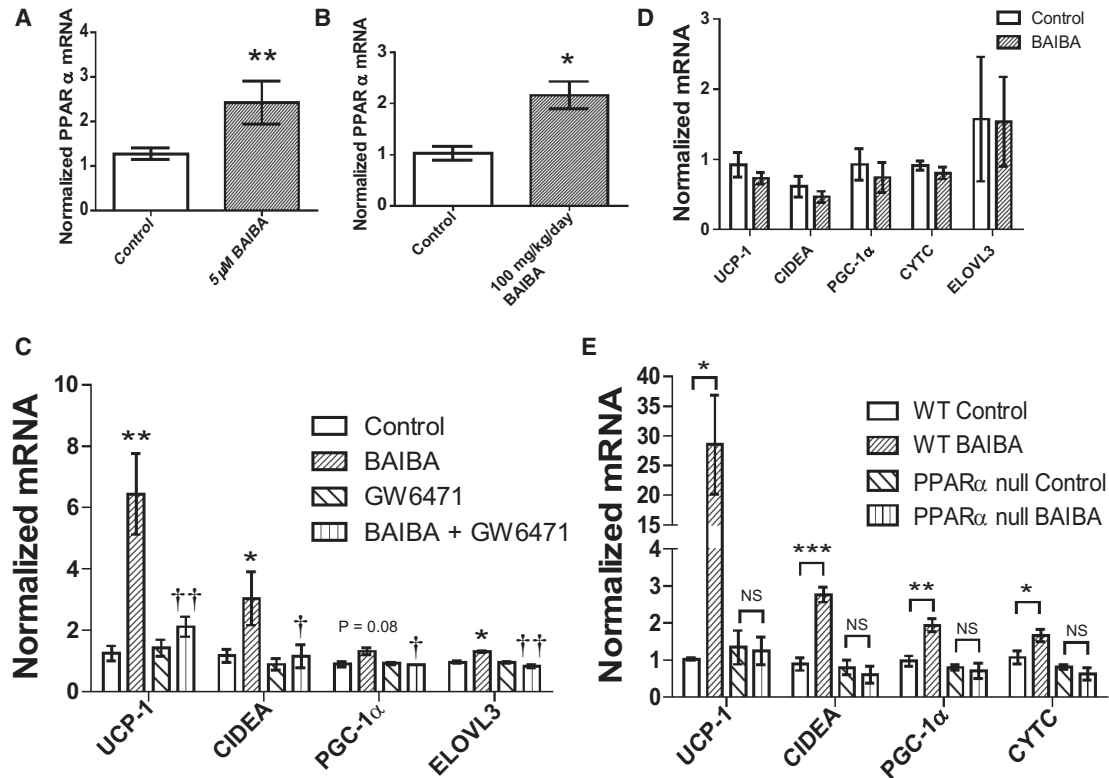 A
Normalized PPAR α mRNA
4
3
2
1
0
**
Control
5 µM BAIBA
B
Normalized PPAR α mRNA
3
2
1
0
*
Control
100 mg/kg/day
BAIBA
D
Normalized mRNA
3
2
1
0
Control
BAIBA
UCP-1
CIDEA
PGC-1α
CYTC
ELOVL3
C
Normalized mRNA
10
8
6
4
2
0
Control
BAIBA
GW6471
BAIBA + GW6471
**
††
*
†
P = 0.08
†
*
††
UCP-1
CIDEA
PGC-1α
ELOVL3
E
Normalized mRNA
40
35
30
25
20
15
4
3
2
1
0
WT Control
WT BAIBA
PPARα null Control
PPARα null BAIBA
*
NS
***
NS
**
NS
*
NS
UCP-1
CIDEA
PGC-1α
CYTC